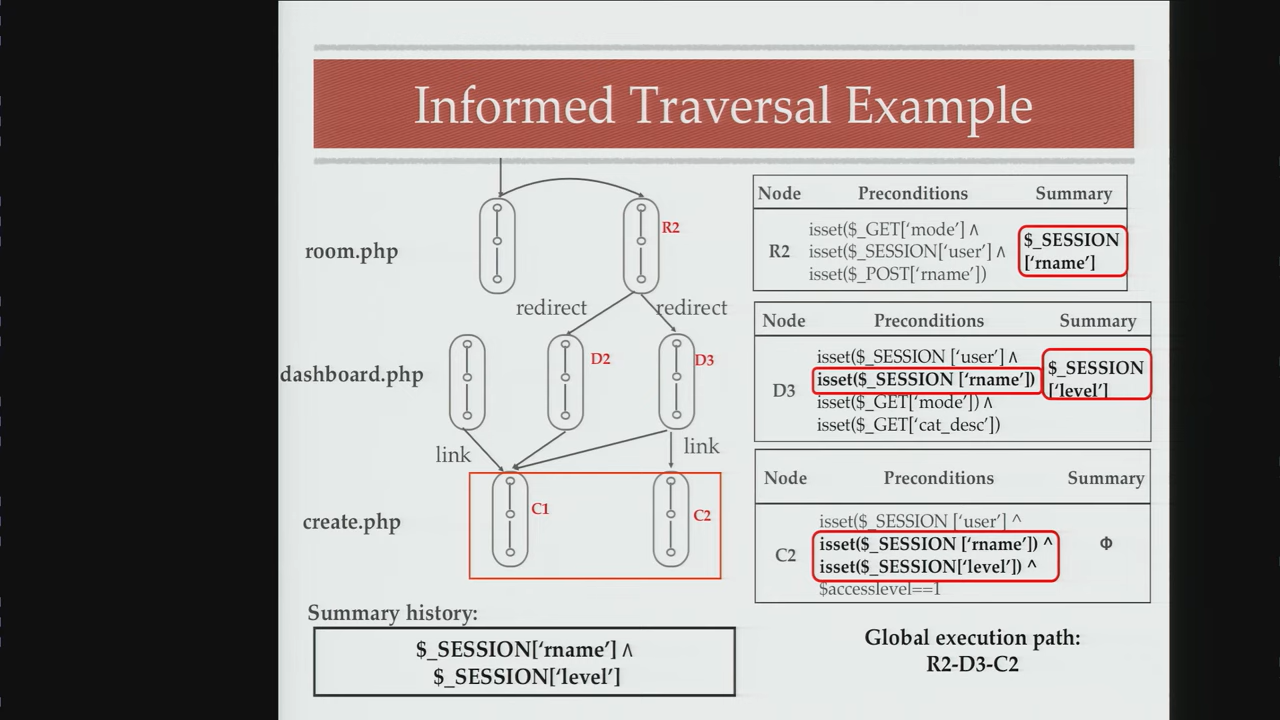 Informed Traversal Example
room.php
R2
redirect
redirect
dashboard.php
D2
D3
link
link
create.php
C1
C2
Summary history:
$_SESSION['rname'] ∧
$_SESSION['level']
Node Preconditions Summary
R2
isset($_GET['mode'] ∧
isset($_SESSION['user'] ∧
isset($_POST['rname'])
$_SESSION
['rname']
Node Preconditions Summary
D3
isset($_SESSION ['user'] ∧
isset($_SESSION ['rname'])
isset($_GET['mode']) ∧
isset($_GET['cat_desc'])
$_SESSION
['level']
Node Preconditions Summary
C2
isset($_SESSION ['user'] ^
isset($_SESSION ['rname']) ^
isset($_SESSION['level']) ^
$accesslevel==1
Φ
Global execution path:
R2-D3-C2